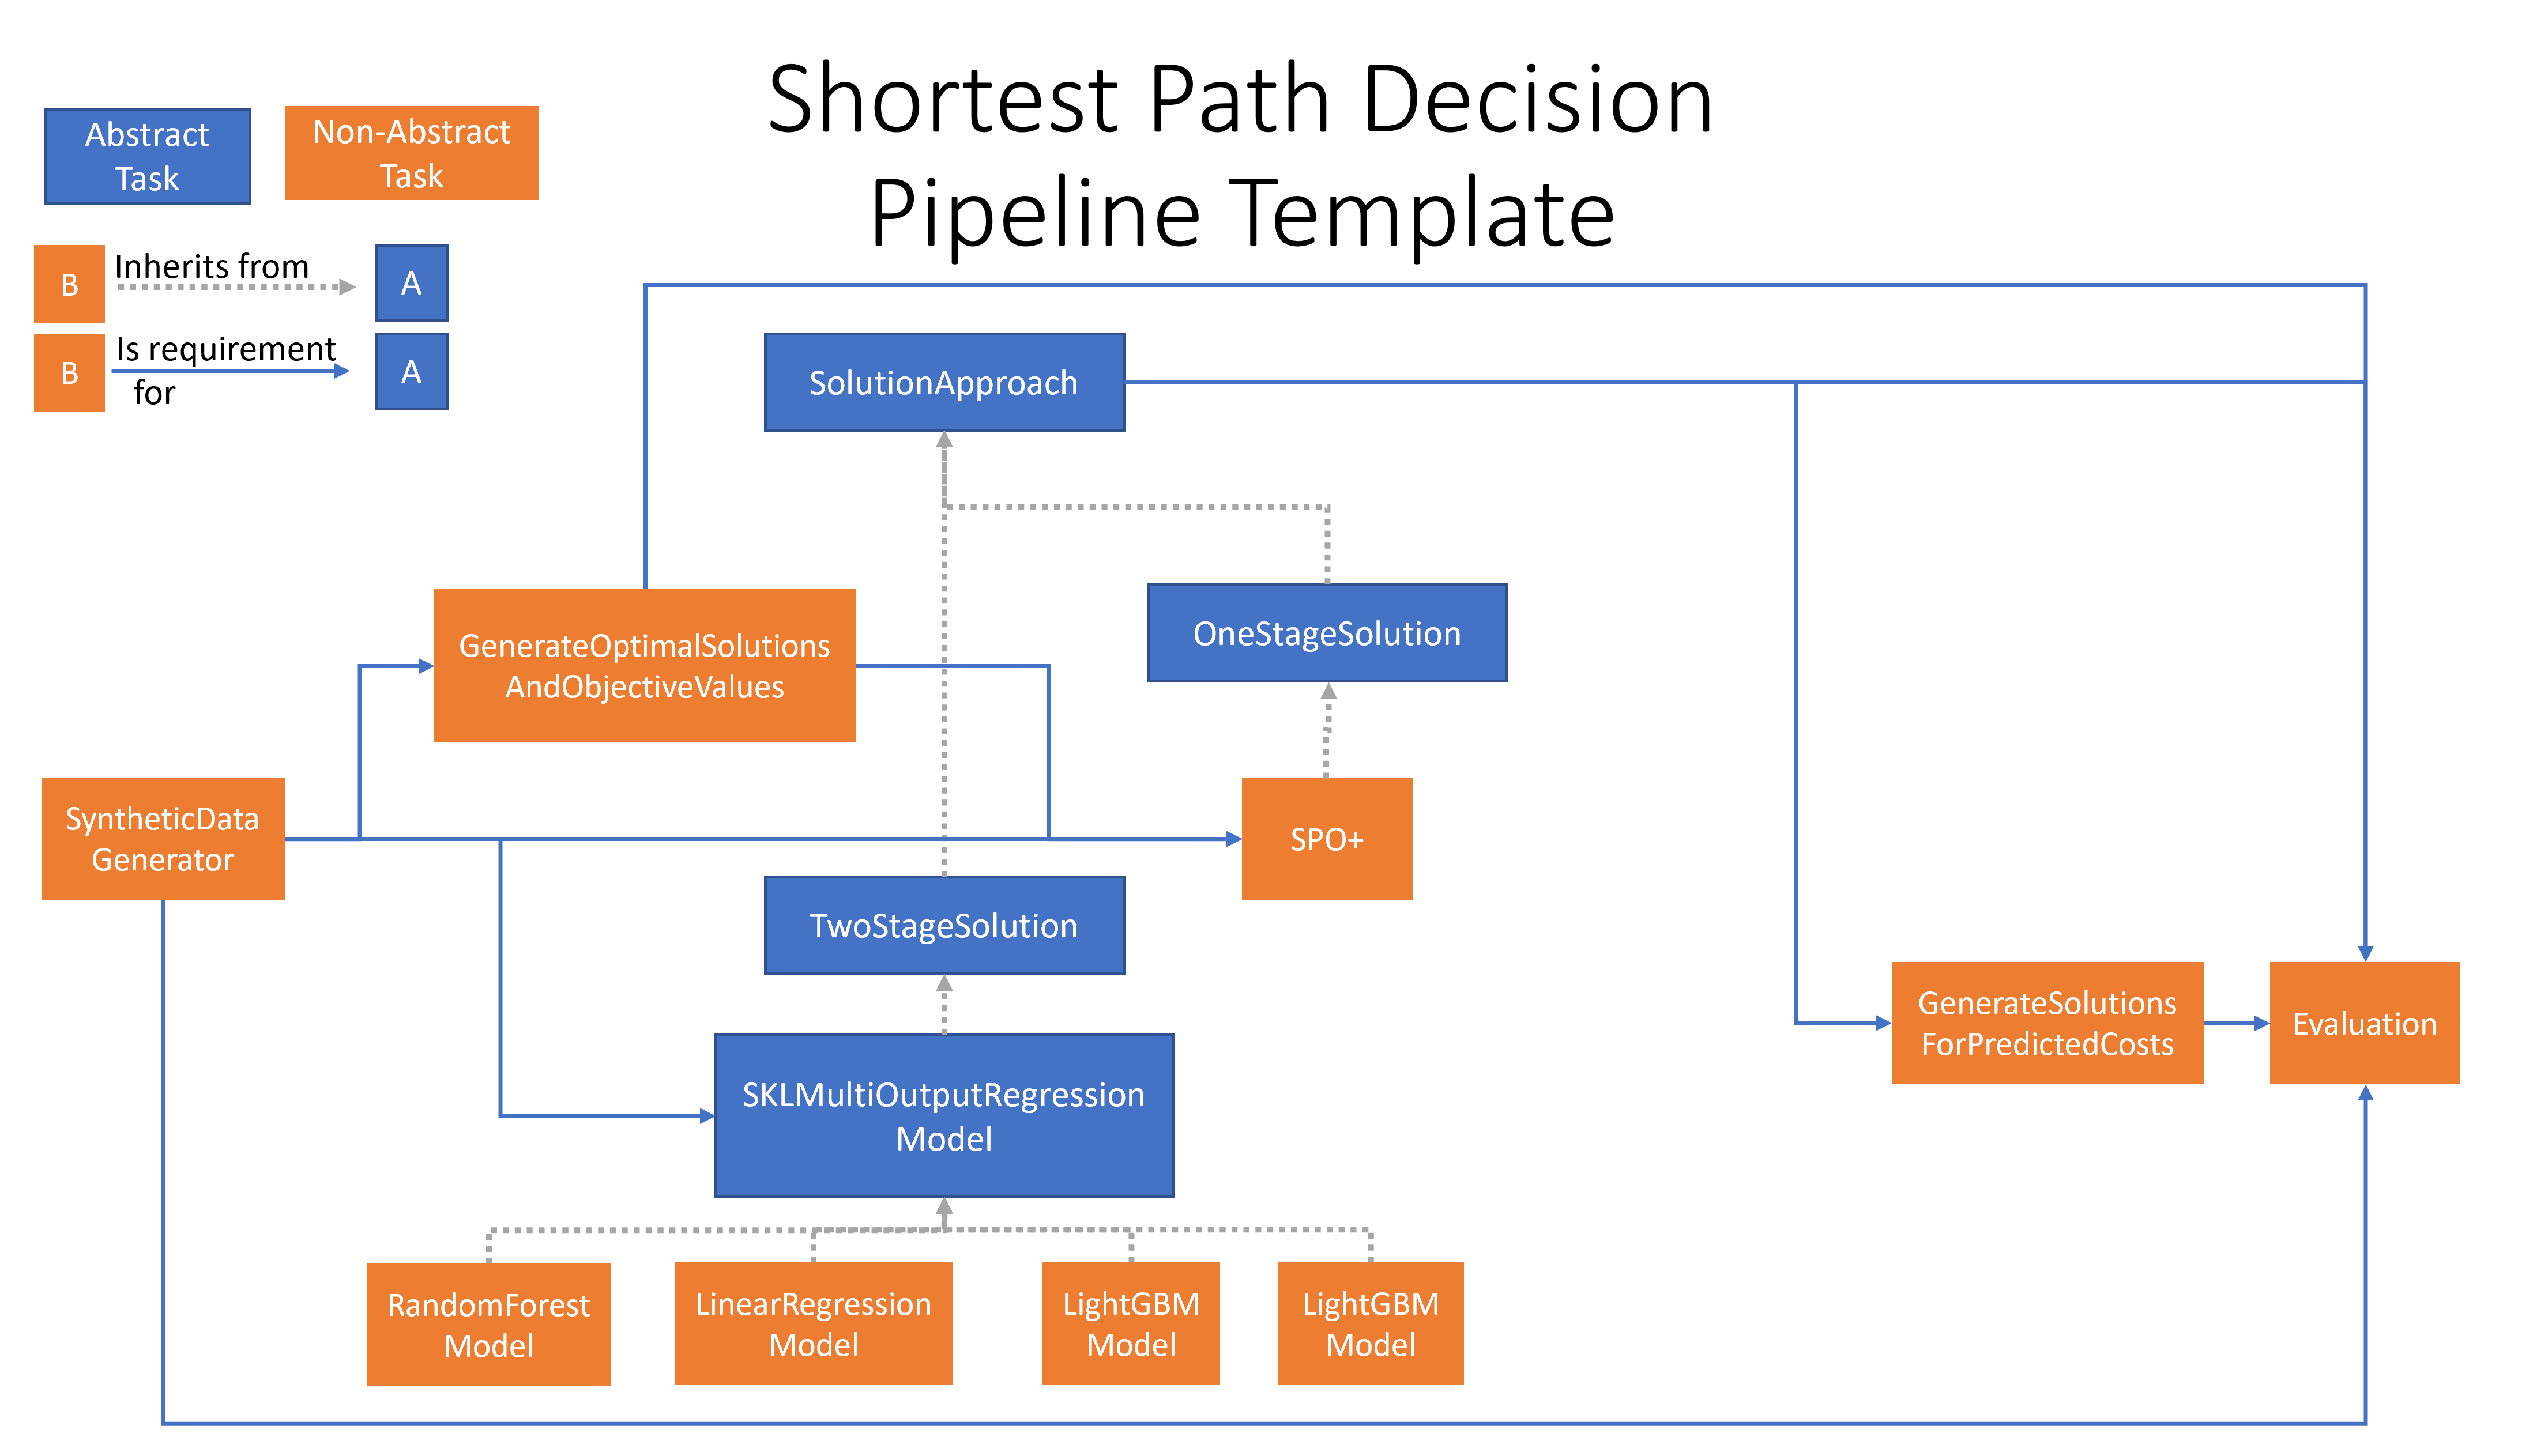 Shortest Path Decision
Pipeline Template
Abstract
Task
Non-Abstract
Task
B
Inherits from
A
B
Is requirement
for
A
SolutionApproach
OneStageSolution
GenerateOptimalSolutions
AndObjectiveValues
SyntheticData
Generator
SPO+
TwoStageSolution
GenerateSolutions
ForPredictedCosts
Evaluation
SKLMultiOutputRegression
Model
RandomForest
Model
LinearRegression
Model
LightGBM
Model
LightGBM
Model